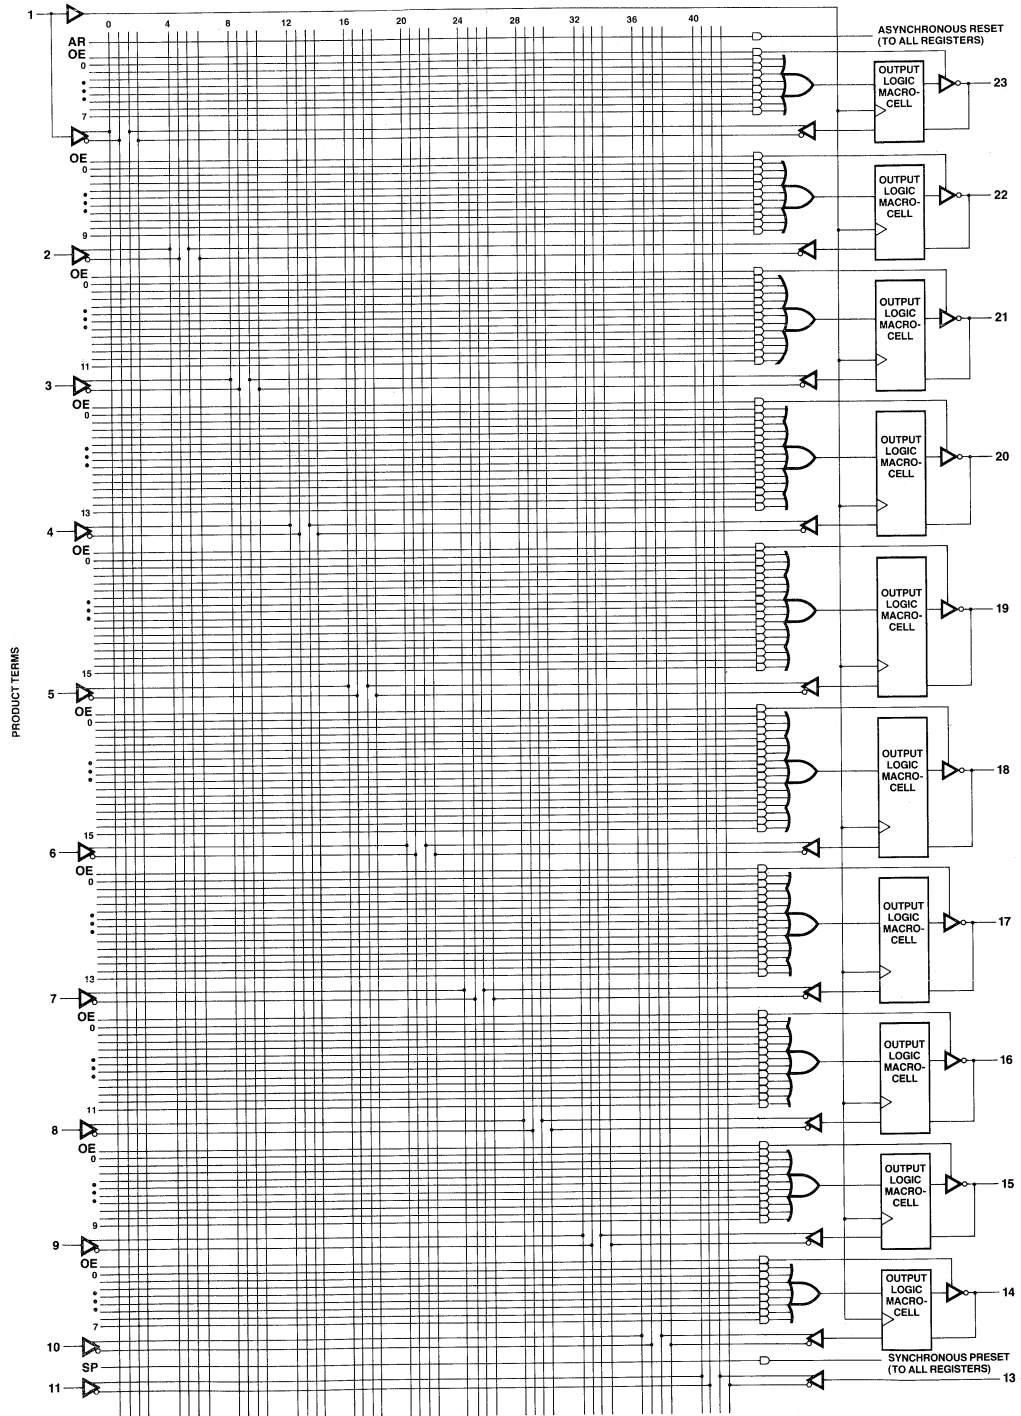 1
0 4 8 12 16 20 24 28 32 36 40
AR
ASYNCHRONOUS RESET
(TO ALL REGISTERS)
OE
0
7
OUTPUT
LOGIC
MACRO-
CELL
23
OE
0
9
OUTPUT
LOGIC
MACRO-
CELL
22
2
OE
0
11
OUTPUT
LOGIC
MACRO-
CELL
21
3
OE
0
13
OUTPUT
LOGIC
MACRO-
CELL
20
4
OE
0
15
OUTPUT
LOGIC
MACRO-
CELL
19
PRODUCT TERMS
5
OE
0
15
OUTPUT
LOGIC
MACRO-
CELL
18
6
OE
0
13
OUTPUT
LOGIC
MACRO-
CELL
17
7
OE
0
11
OUTPUT
LOGIC
MACRO-
CELL
16
8
OE
0
9
OUTPUT
LOGIC
MACRO-
CELL
15
9
OE
0
7
OUTPUT
LOGIC
MACRO-
CELL
14
10
SP
SYNCHRONOUS PRESET
(TO ALL REGISTERS)
11
13